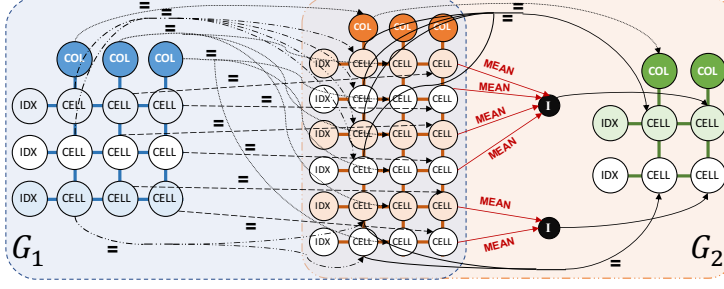 = = = =
COL COL COL
COL COL COL
COL COL
IDX CELL CELL CELL
IDX CELL CELL CELL
IDX CELL CELL CELL
IDX CELL CELL CELL
IDX CELL CELL CELL
IDX CELL CELL CELL
IDX CELL CELL CELL
IDX CELL CELL CELL
IDX CELL CELL CELL
= = = = = =
MEAN
MEAN
MEAN
MEAN
MEAN
MEAN
I
I
IDX CELL CELL
IDX CELL CELL
= =
G1
G2